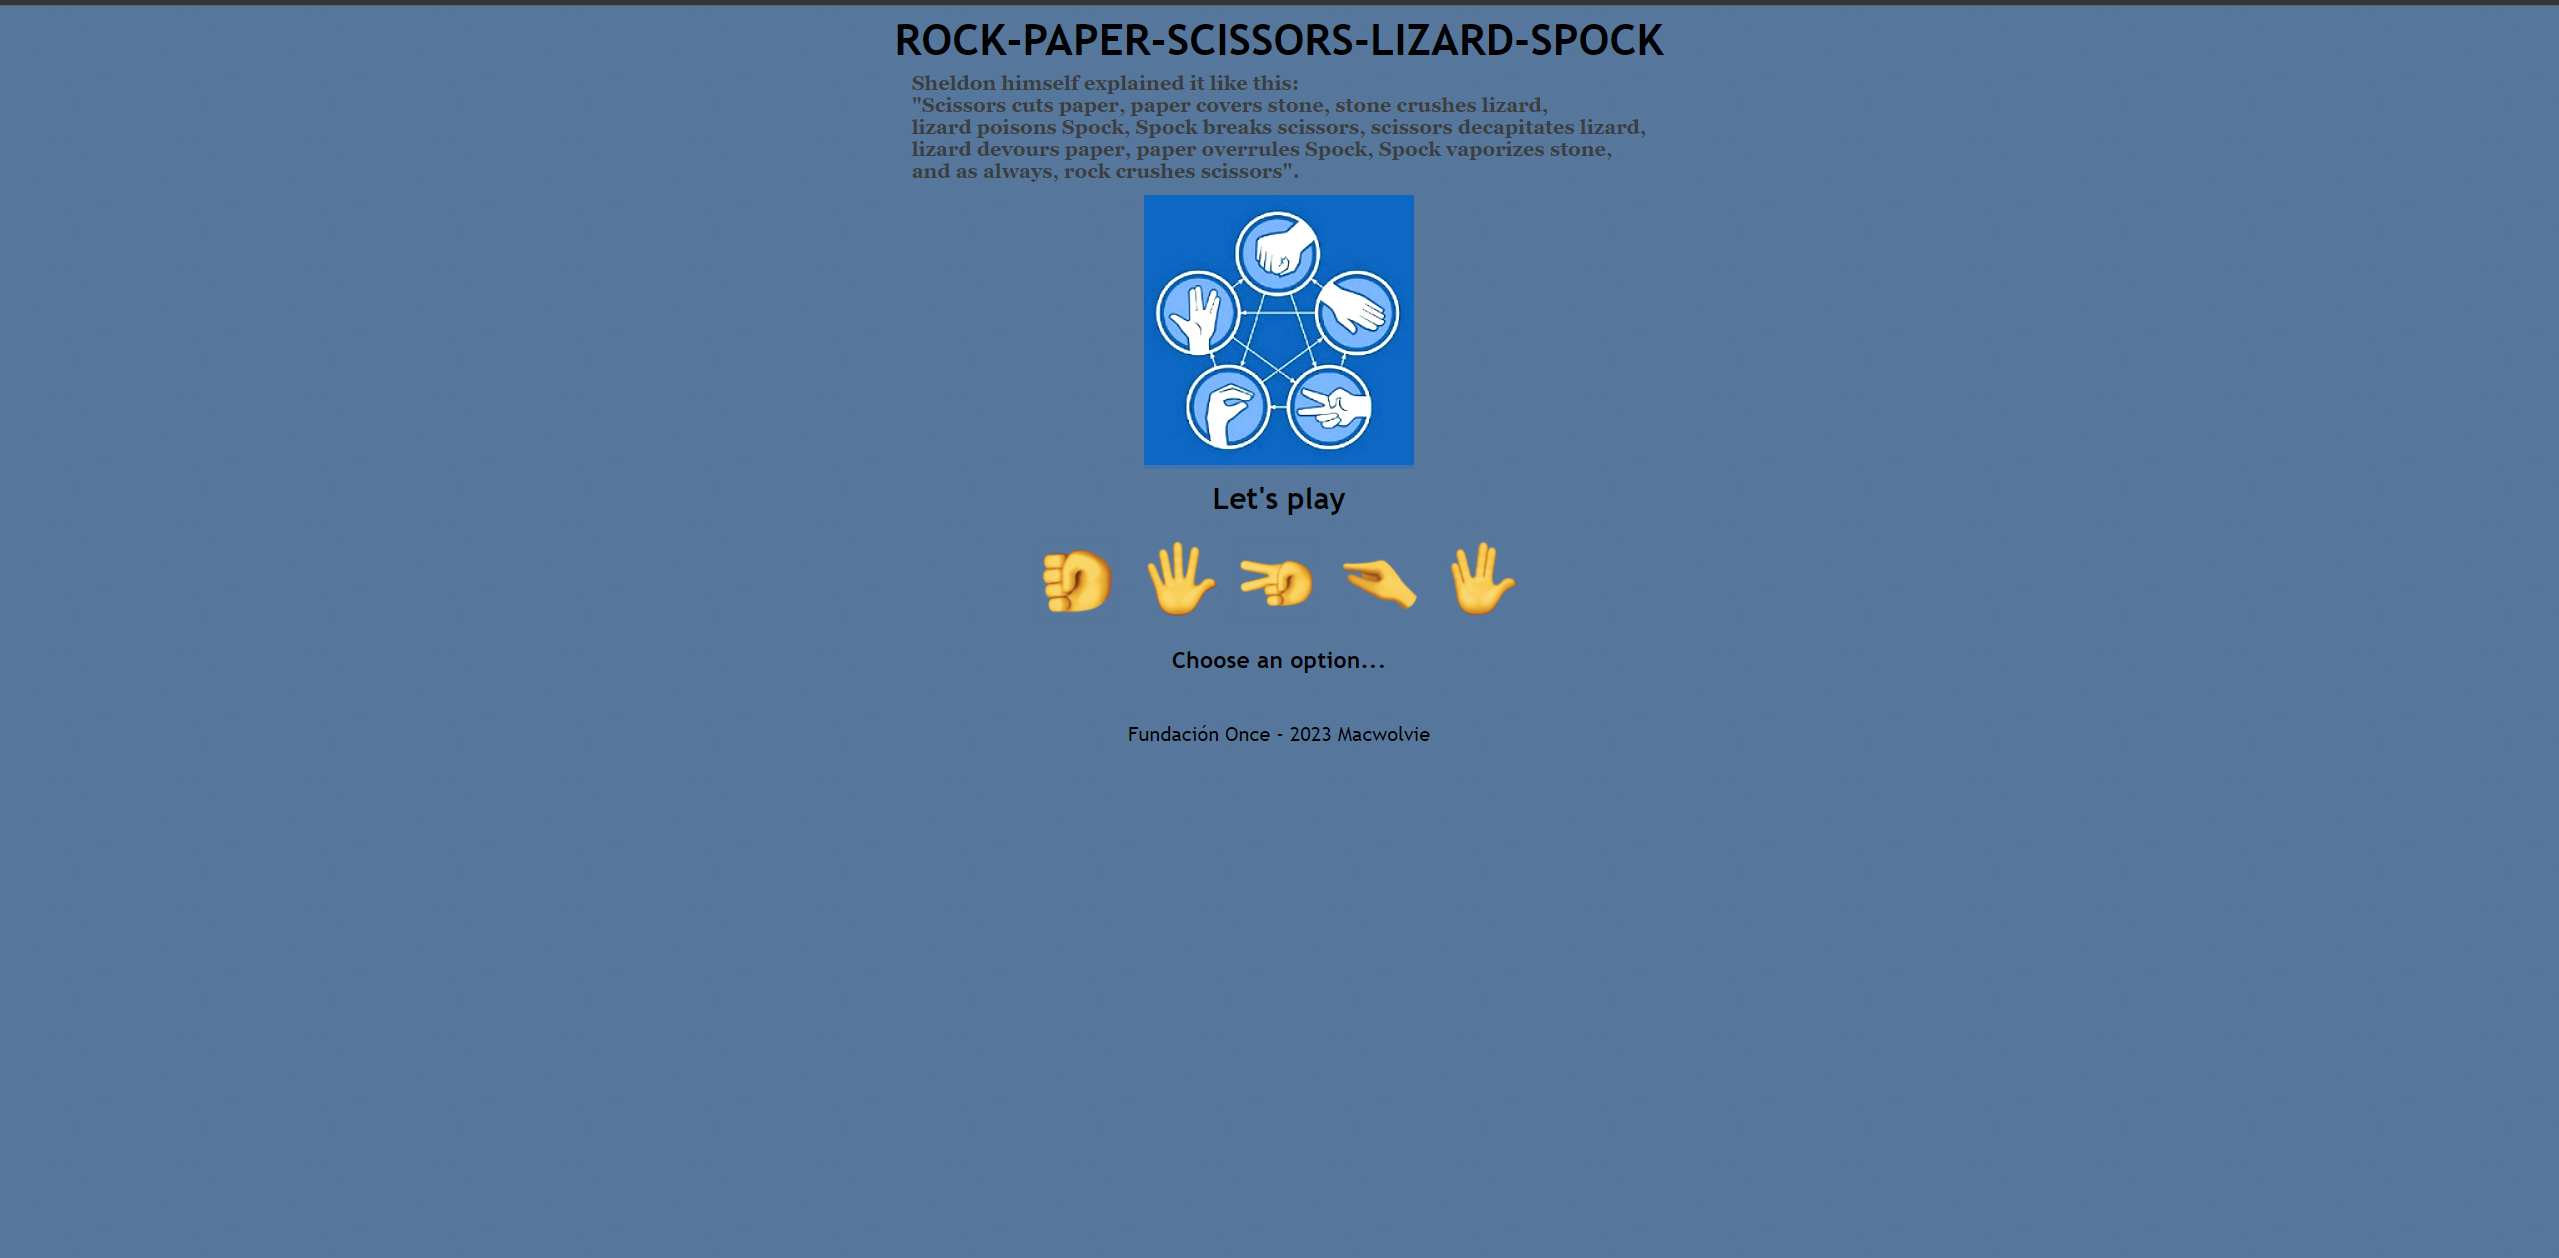 ROCK-PAPER-SCISSORS-LIZARD-SPOCK
Sheldon himself explained it like this:
"Scissors cuts paper, paper covers stone, stone crushes lizard,
lizard poisons Spock, Spock breaks scissors, scissors decapitates lizard,
lizard devours paper, paper overrules Spock, Spock vaporizes stone,
and as always, rock crushes scissors".
Let's play
Choose an option...
Fundación Once - 2023 Macwolvie